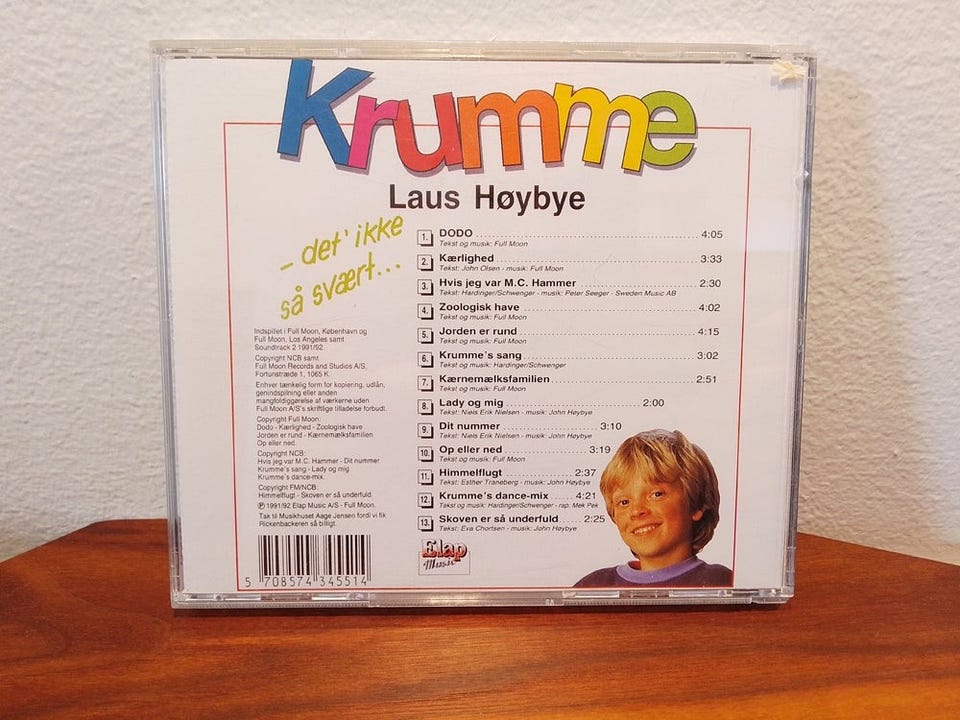 Krumme
Laus Høybye
– det' ikke
så svært...
1. DODO 4:05
Tekst og musik: Full Moon
2. Kærlighed 3:33
Tekst: John Olsen - musik: Full Moon
3. Hvis jeg var M.C. Hammer 2:30
Tekst: Hardinger/Schwenger - musik: Peter Seeger - Sweden Music AB
4. Zoologisk have 4:02
Tekst og musik: Full Moon
5. Jorden er rund 4:15
Tekst og musik: Full Moon
6. Krumme's sang 3:02
Tekst og musik: Hardinger/Schwenger
7. Kærnemælksfamilien 2:51
Tekst og musik: Full Moon
8. Lady og mig 2:00
Tekst: Niels Erik Nielsen - musik: John Høybye
9. Dit nummer 3:10
Tekst: Niels Erik Nielsen - musik: John Høybye
10. Op eller ned 3:19
Tekst og musik: Full Moon
11. Himmelflugt 2:37
Tekst: Esther Traneberg - musik: John Høybye
12. Krumme's dance-mix 4:21
Tekst og musik: Hardinger/Schwenger - rap: Mek Pek
13. Skoven er så underfuld 2:25
Tekst: Eva Chortsen - musik: John Høybye
Indspillet i Full Moon, København og
Full Moon, Los Angeles samt
Soundtrack 2 1991/92.
Copyright NCB samt
Full Moon Records and Studios A/S,
Fortunstræde 1, 1065 K.
Enhver tænkelig form for kopiering, udlån,
genindspilning eller anden
mangfoldiggørelse af værkerne uden
Full Moon A/S's skriftlige tilladelse forbudt.
Copyright Full Moon:
Dodo - Kærlighed - Zoologisk have
Jorden er rund - Kærnemælksfamilien
Op eller ned.
Copyright NCB:
Hvis jeg var M.C. Hammer - Dit nummer
Krumme's sang - Lady og mig
Krumme's dance-mix.
Copyright FM/NCB:
Himmelflugt - Skoven er så underfuld.
℗ 1991/92 Elap Music A/S - Full Moon.
Tak til Musikhuset Aage Jensen fordi vi fik
Rickenbackeren så billigt.
5 708574 345514
Elap
Music